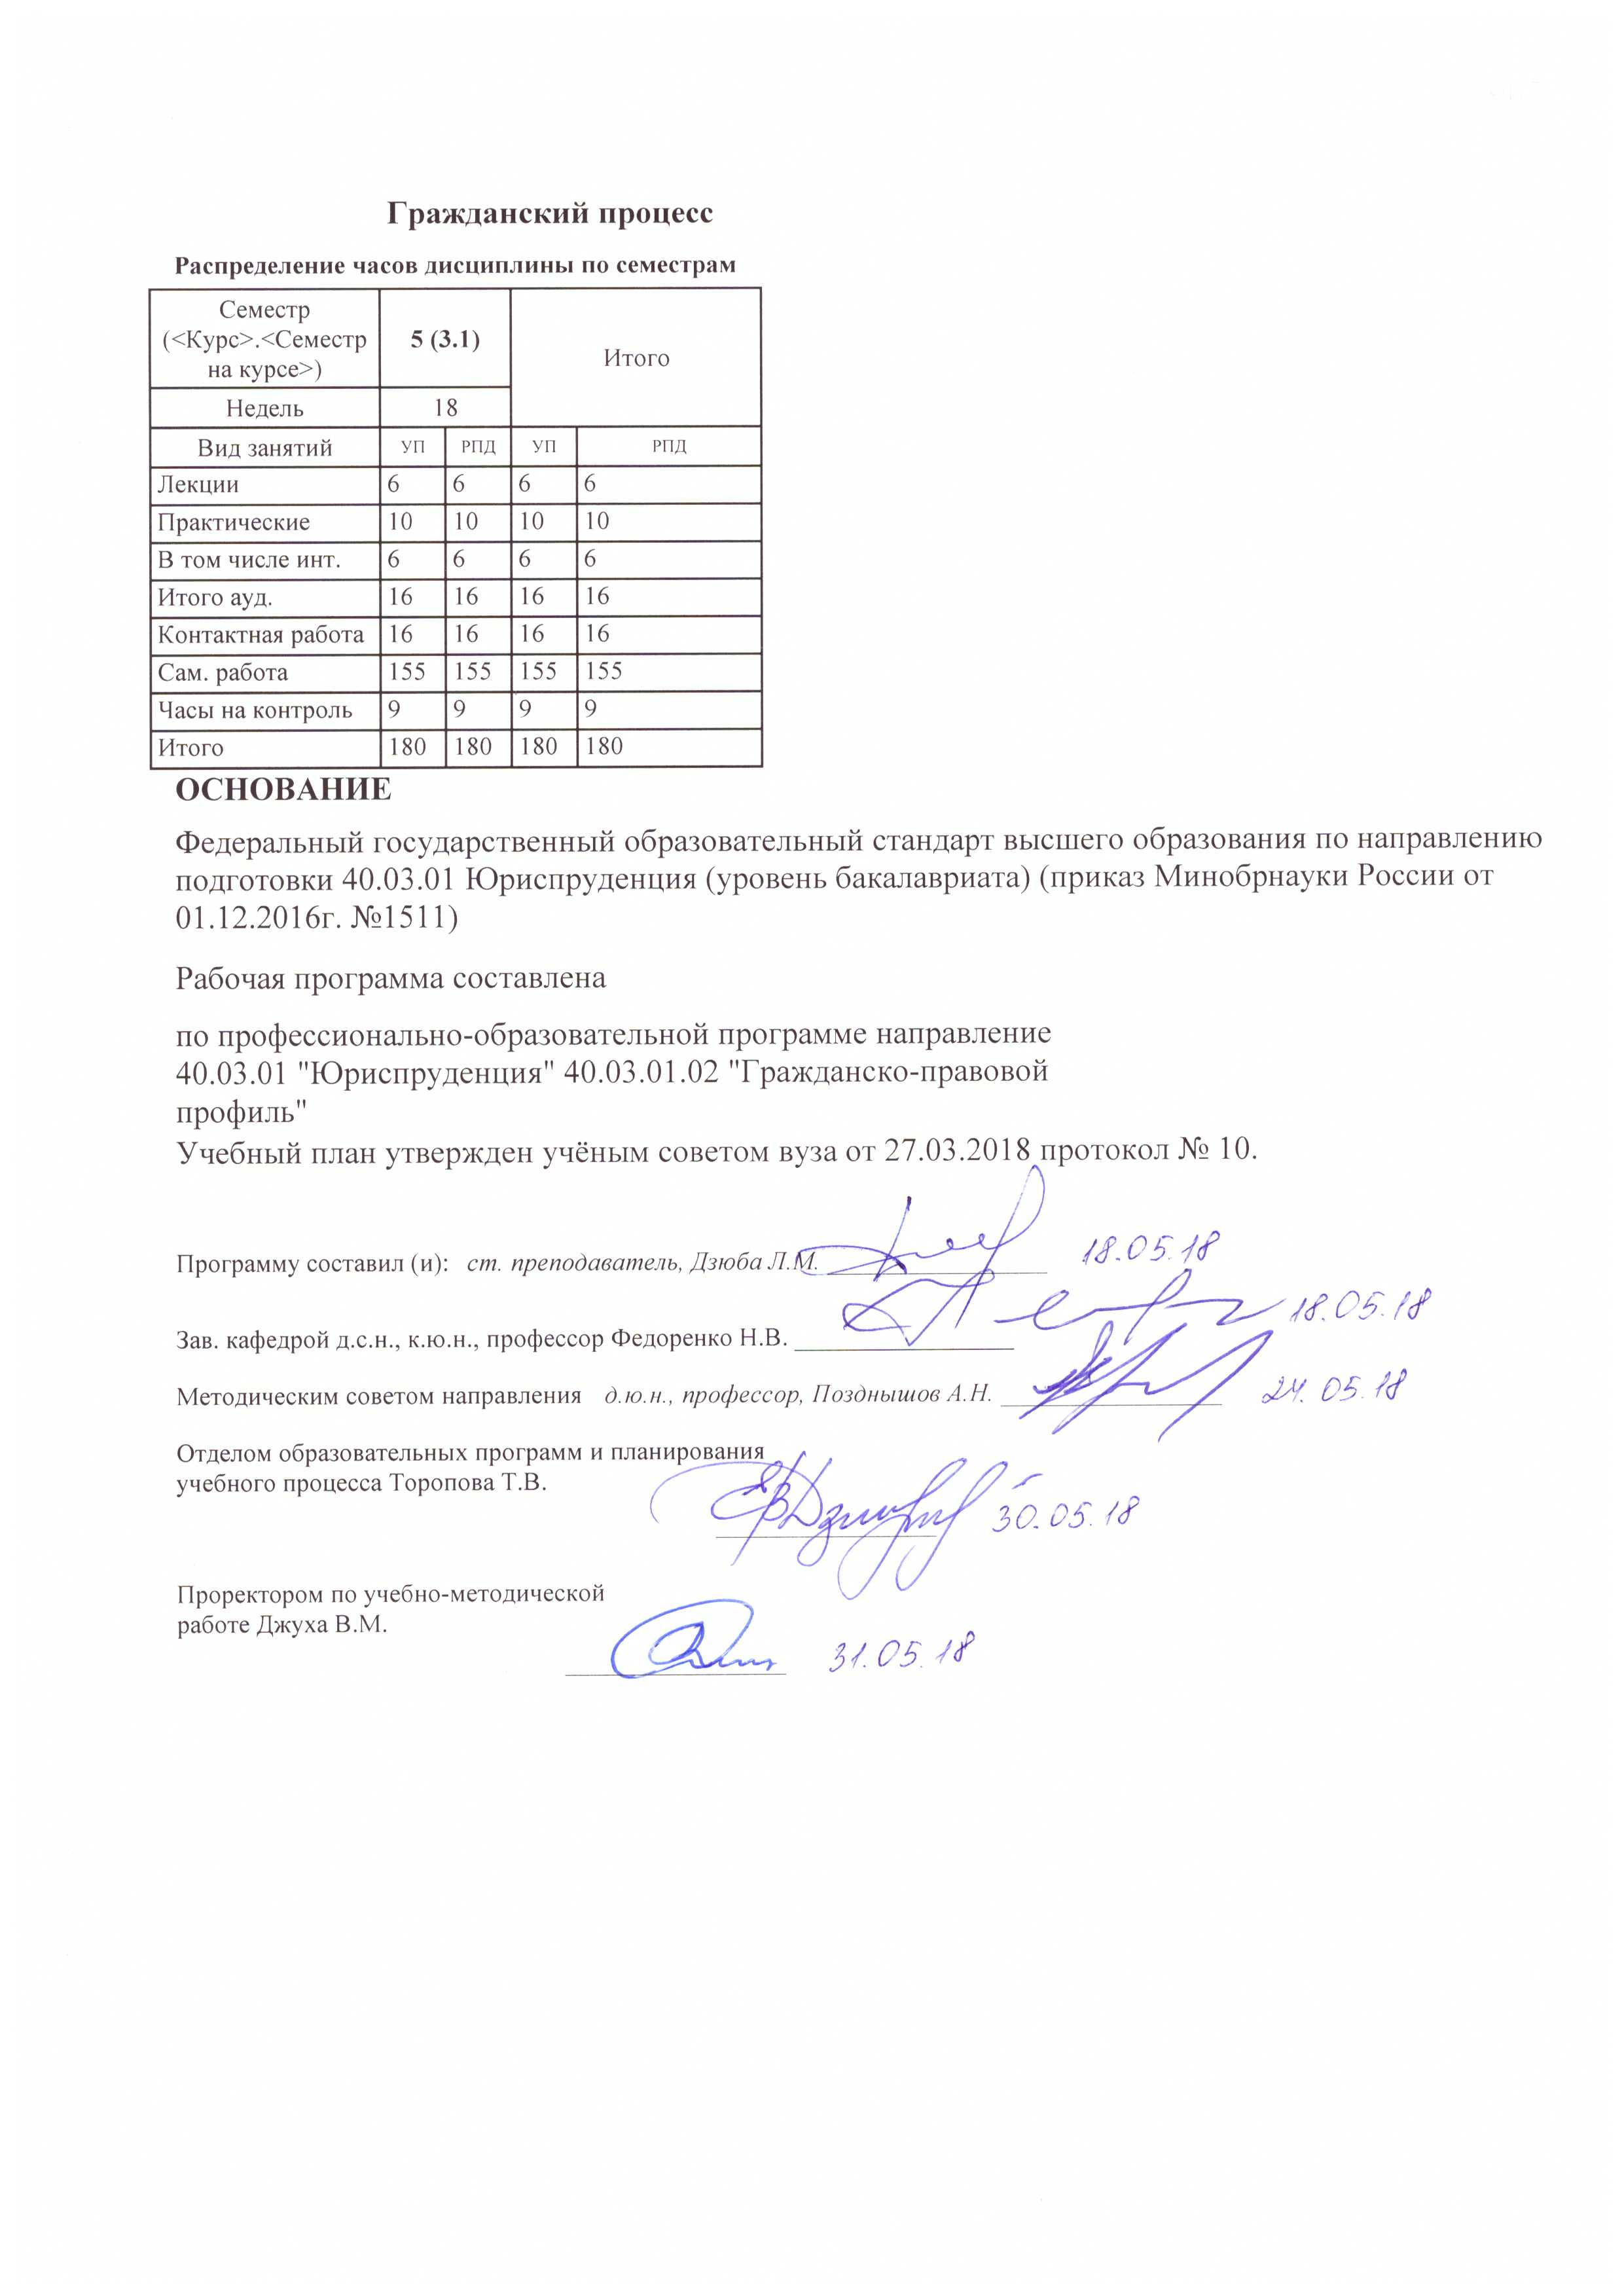 Гражданский процесс
Распределение часов дисциплины по семестрам
Семестр
(<Курс>.<Семестр
на курсе>)
5 (3.1)
Итого
Недель 18
Вид занятий УП РПД УП РПД
Лекции 6 6 6 6
Практические 10 10 10 10
В том числе инт. 6 6 6 6
Итого ауд. 16 16 16 16
Контактная работа 16 16 16 16
Сам. работа 155 155 155 155
Часы на контроль 9 9 9 9
Итого 180 180 180 180
ОСНОВАНИЕ
Федеральный государственный образовательный стандарт высшего образования по направлению
подготовки 40.03.01 Юриспруденция (уровень бакалавриата) (приказ Минобрнауки России от
01.12.2016г. №1511)
Рабочая программа составлена
по профессионально-образовательной программе направление
40.03.01 "Юриспруденция" 40.03.01.02 "Гражданско-правовой
профиль"
Учебный план утвержден учёным советом вуза от 27.03.2018 протокол № 10.
Программу составил (и): ст. преподаватель, Дзюба Л.М. 18.05.18
Зав. кафедрой д.с.н., к.ю.н., профессор Федоренко Н.В. 18.05.18
Методическим советом направления д.ю.н., профессор, Позднышов А.Н. 24.05.18
Отделом образовательных программ и планирования
учебного процесса Торопова Т.В.
30.05.18
Проректором по учебно-методической
работе Джуха В.М.
31.05.18